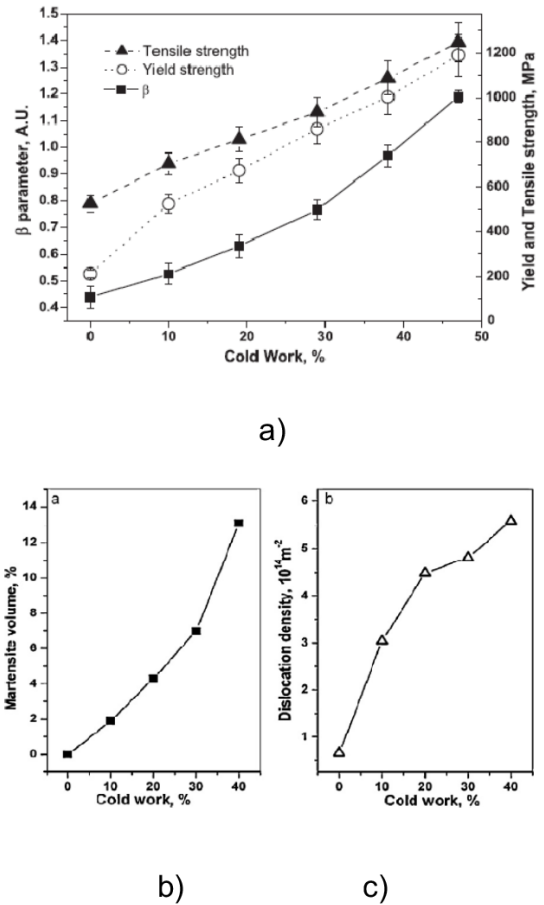 1.5
1.4
1.3
1.2
1.1
1.0
0.9
0.8
0.7
0.6
0.5
0.4
β parameter, A.U.
Tensile strength
Yield strength
β
1200
1000
800
600
400
200
0
Yield and Tensile strength, MPa
0 10 20 30 40 50
Cold Work, %
a)
a
14
12
10
8
6
4
2
0
Martensite volume, %
0 10 20 30 40
Cold work, %
b
6
5
4
3
2
1
Dislocation density, 10¹⁴m⁻²
0 10 20 30 40
Cold work, %
b) c)